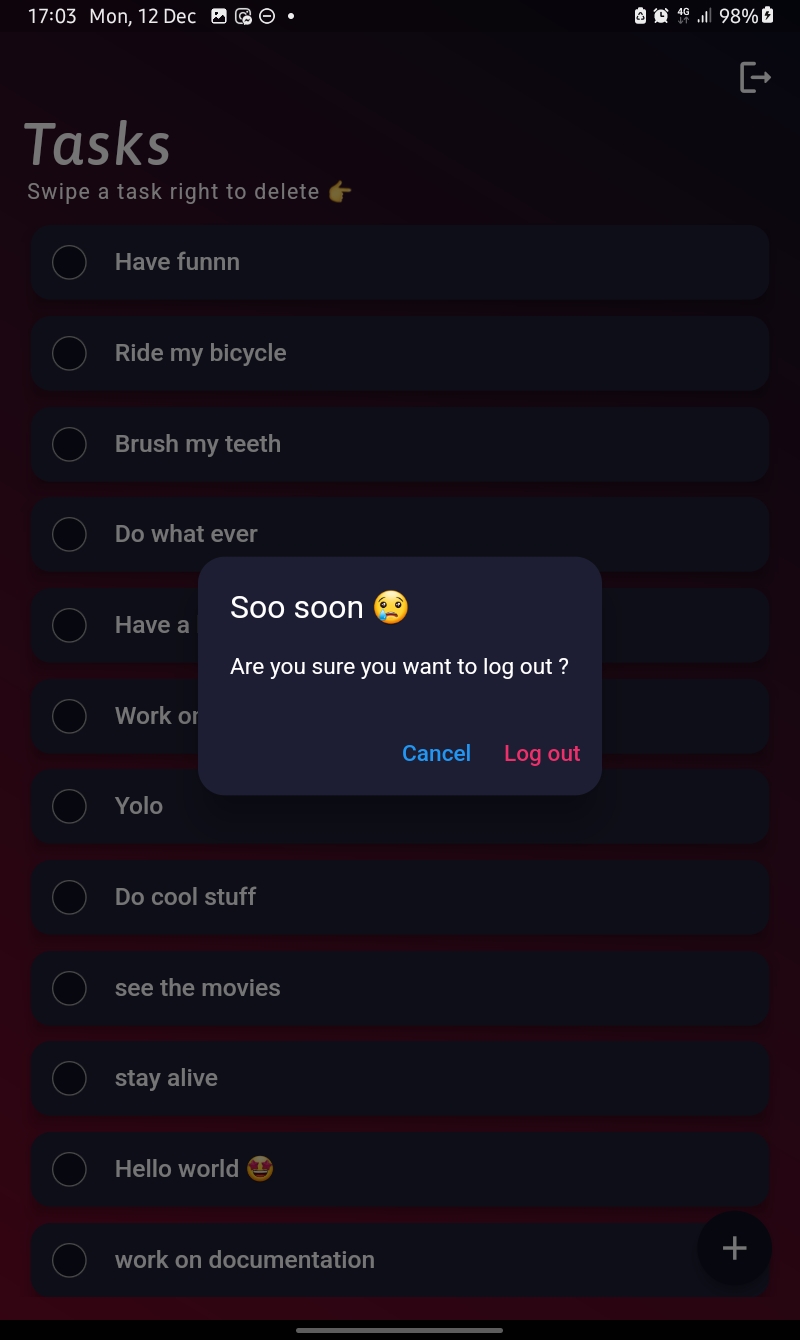 17:03 Mon, 12 Dec
4G
98%
Tasks
Swipe a task right to delete 👉
Have funnn
Ride my bicycle
Brush my teeth
Do what ever
Have a
Work
Yolo
Do cool stuff
see the movies
stay alive
Hello world 🤩
work on documentation
Soo soon 😢
Are you sure you want to log out ?
Cancel Log out
+